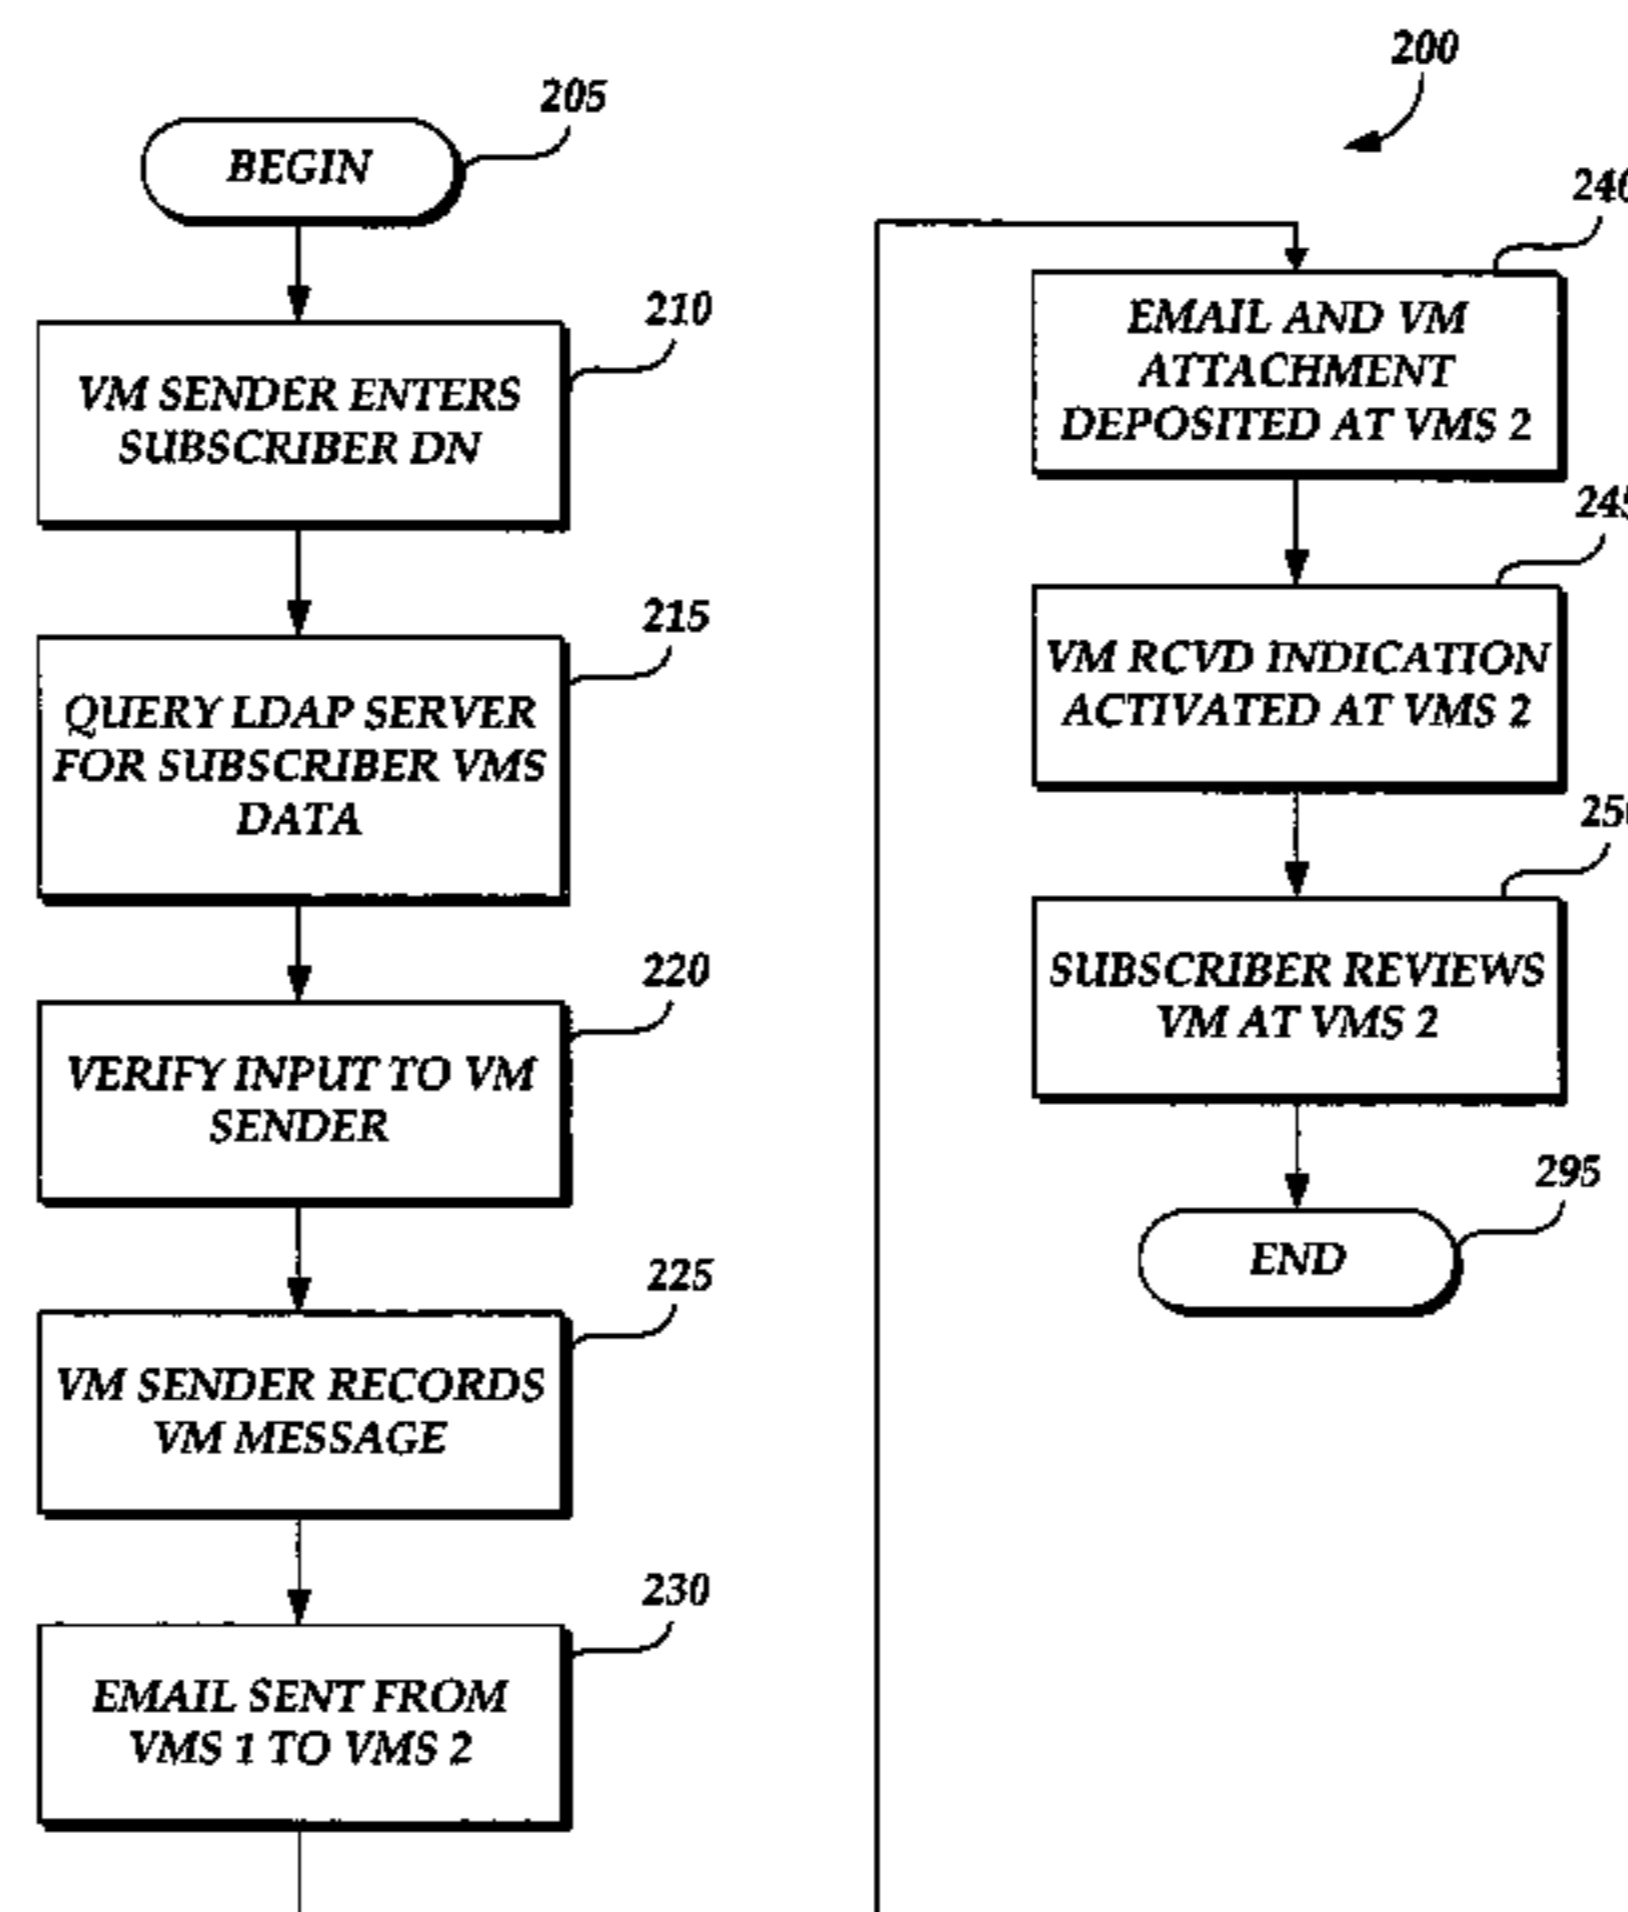 200
205
BEGIN
210
VM SENDER ENTERS
SUBSCRIBER DN
215
QUERY LDAP SERVER
FOR SUBSCRIBER VMS
DATA
220
VERIFY INPUT TO VM
SENDER
225
VM SENDER RECORDS
VM MESSAGE
230
EMAIL SENT FROM
VMS 1 TO VMS 2
EMAIL AND VM
ATTACHMENT
DEPOSITED AT VMS 2
VM RCVD INDICATION
ACTIVATED AT VMS 2
SUBSCRIBER REVIEWS
VM AT VMS 2
295
END